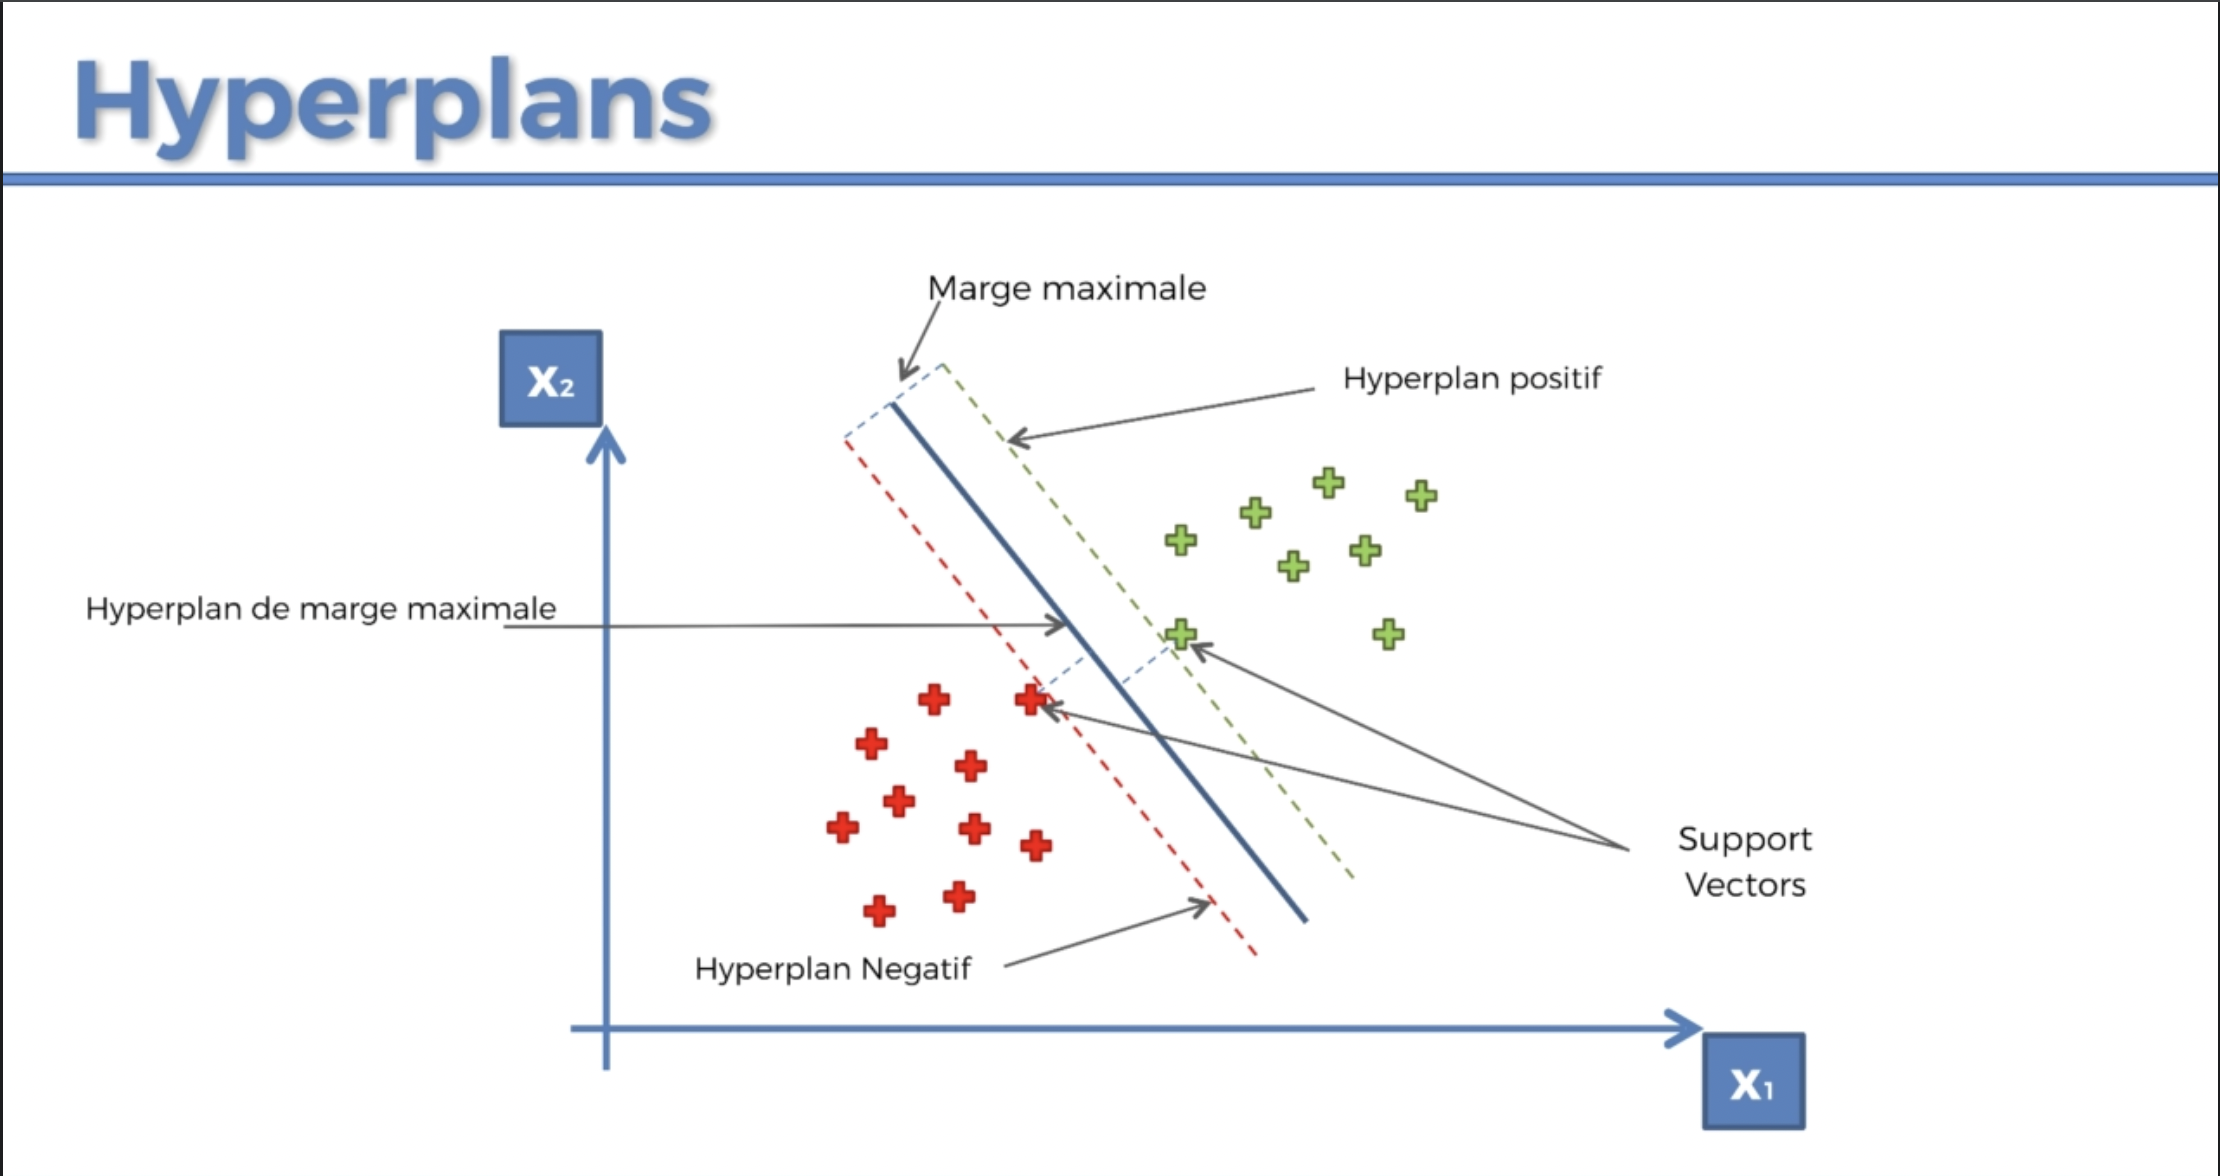 Hyperplans
Marge maximale
X2
Hyperplan positif
Hyperplan de marge maximale
Support
Vectors
Hyperplan Negatif
X1